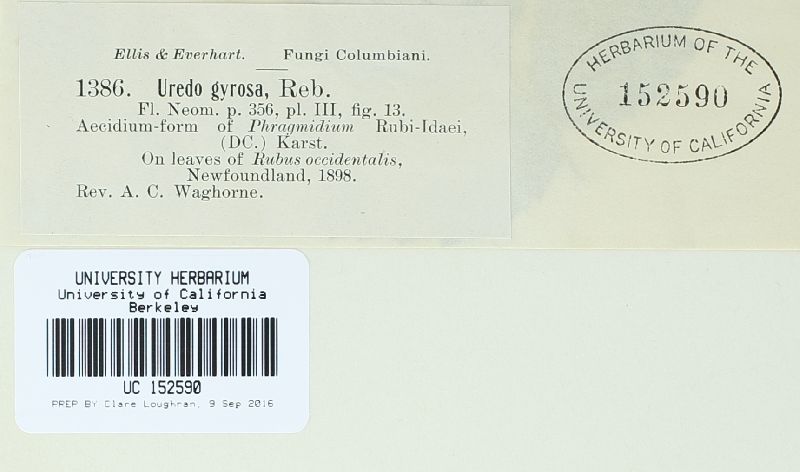 Ellis & Everhart. Fungi Columbiani.
1386. Uredo gyrosa, Reb.
Fl. Neom. p. 356, pl. III, fig. 13.
Aecidium-form of Phragmidium Rubi-Idaei,
(DC.) Karst.
On leaves of Rubus occidentalis,
Newfoundland, 1898.
Rev. A. C. Waghorne.
HERBARIUM OF THE
152590
UNIVERSITY OF CALIFORNIA
UNIVERSITY HERBARIUM
University of California
Berkeley
UC 152590
PREP BY Clare Loughran, 9 Sep 2016